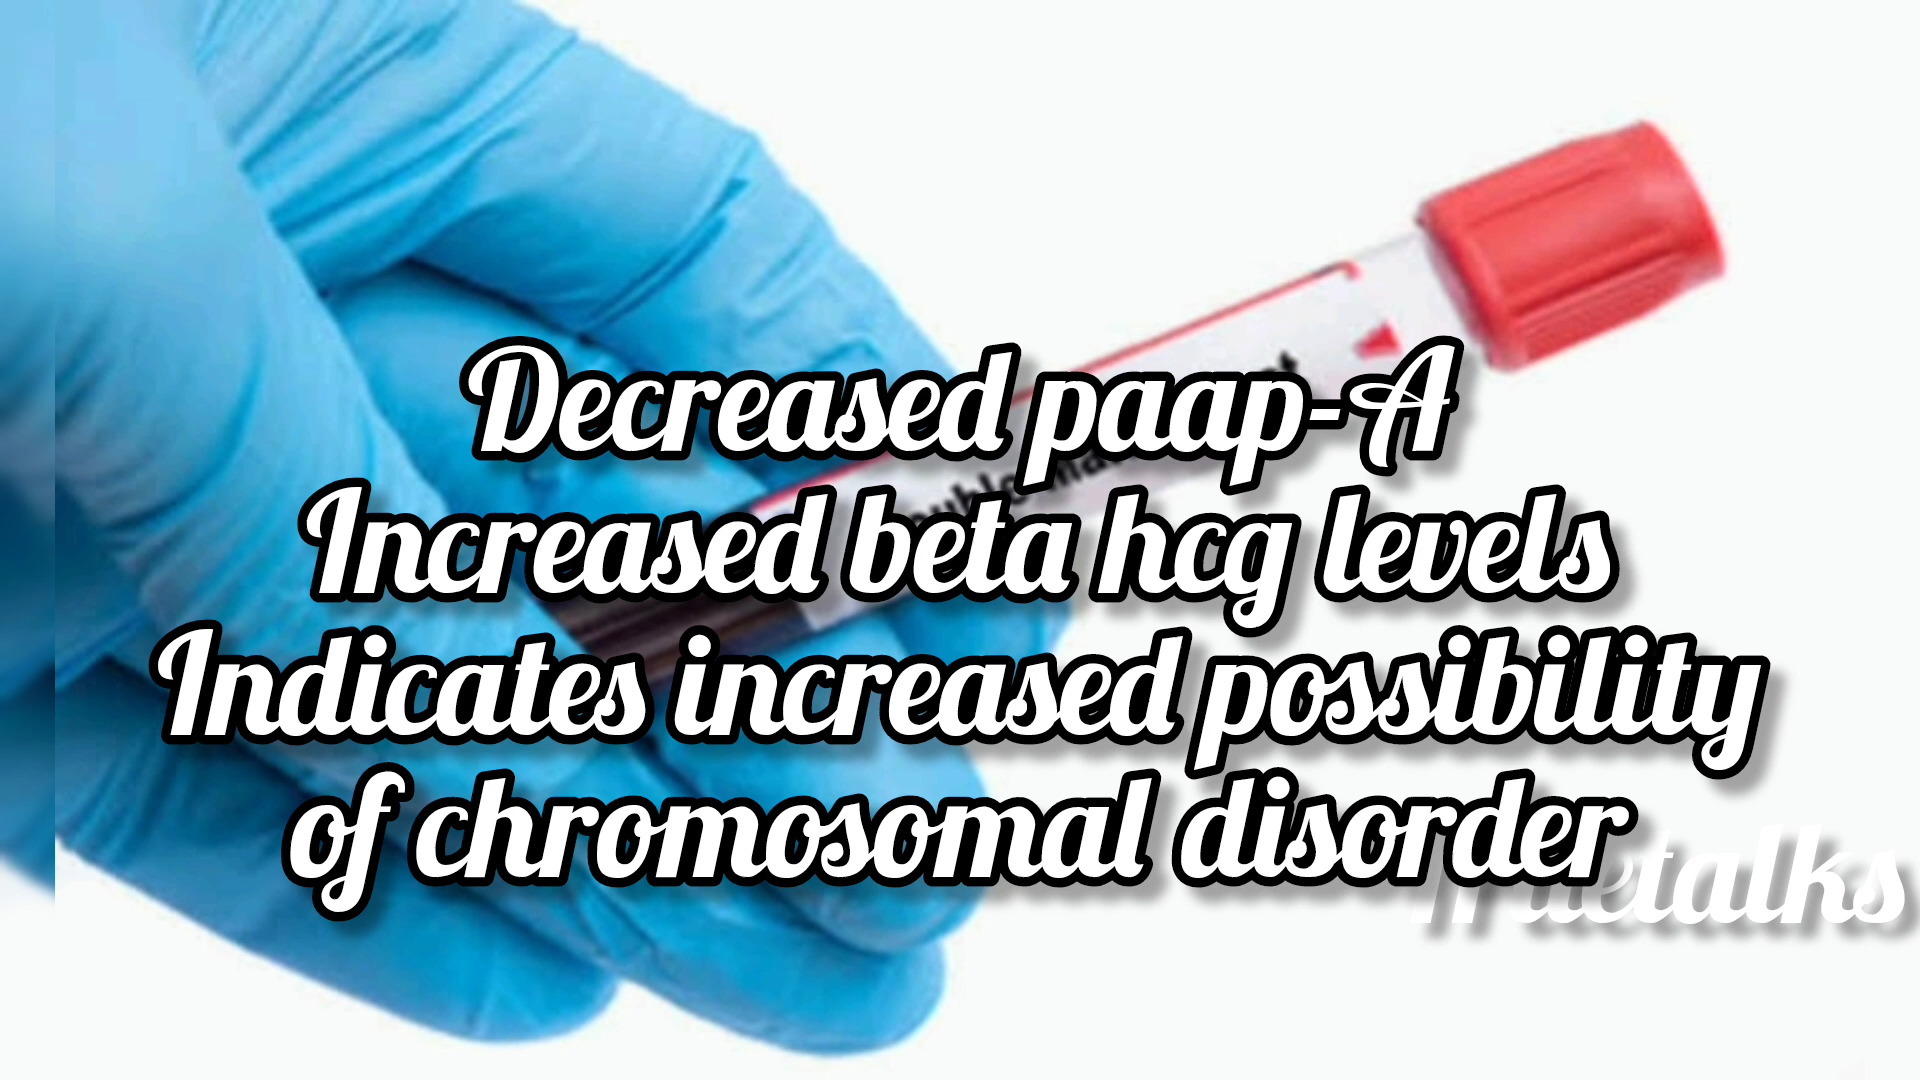 Decreased paap-A
Increased beta hcg levels
Indicates increased possibility
of chromosomal disorder